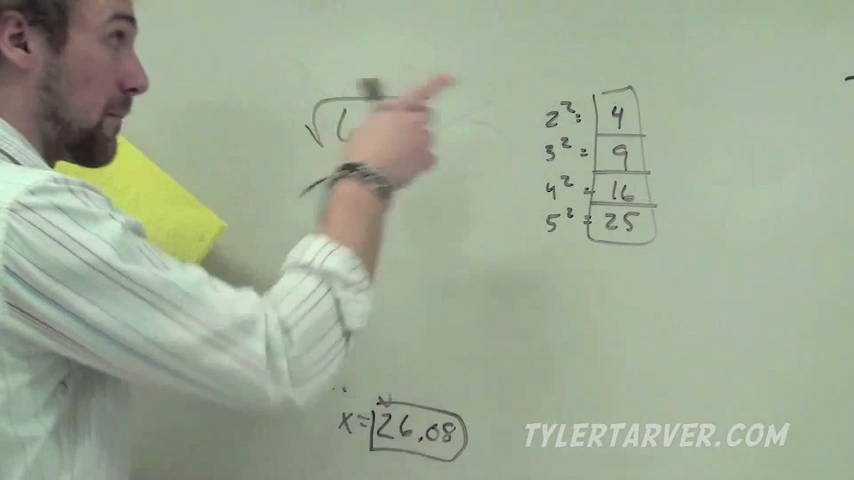 2² = 4
3² = 9
4² = 16
5² = 25
x = 26.08
TYLERTARVER.COM